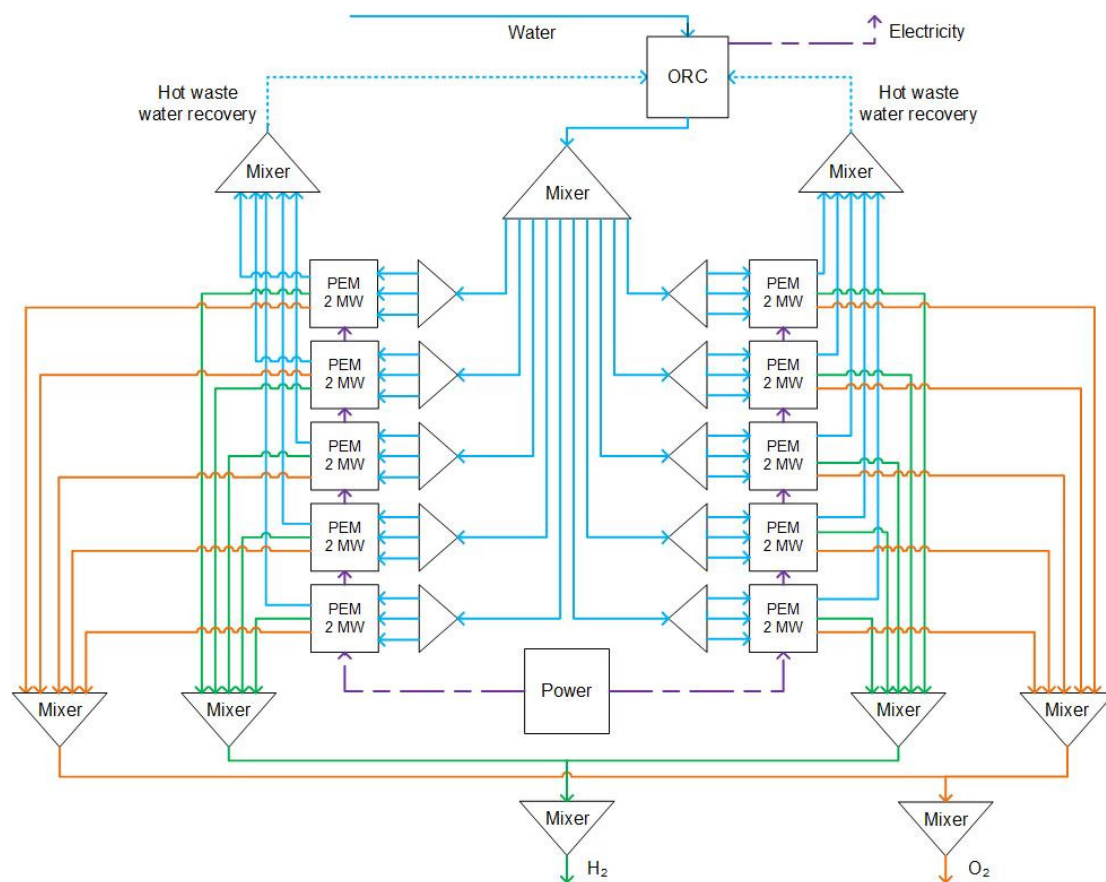 Water
Electricity
ORC
Hot waste
water recovery
Hot waste
water recovery
Mixer
Mixer
Mixer
PEM
2 MW
PEM
2 MW
PEM
2 MW
PEM
2 MW
PEM
2 MW
PEM
2 MW
PEM
2 MW
PEM
2 MW
PEM
2 MW
PEM
2 MW
Power
Mixer
Mixer
Mixer
Mixer
Mixer
Mixer
H₂
O₂